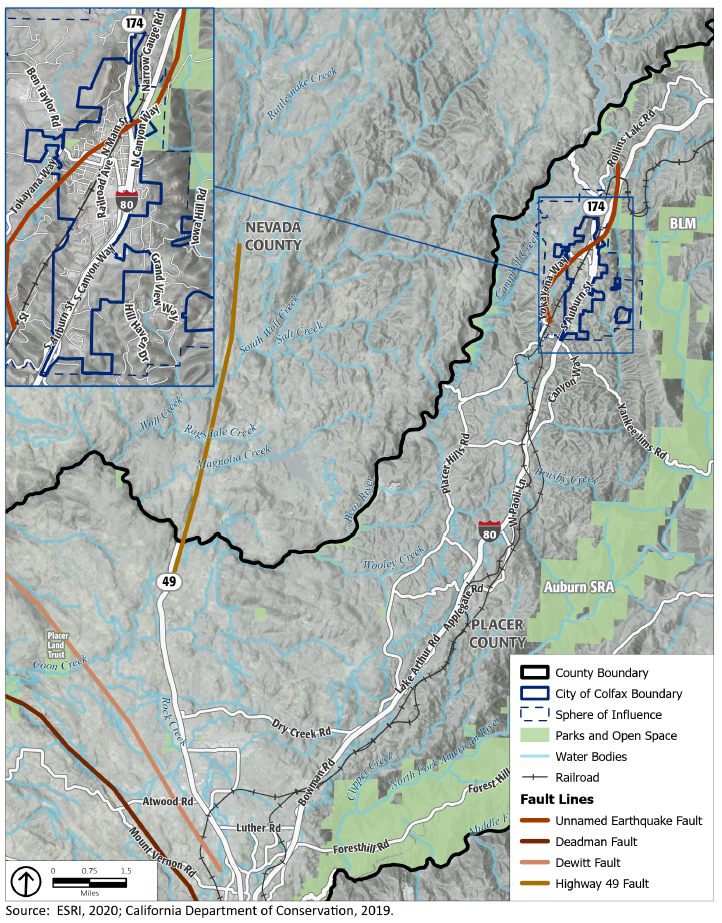 174
Narrow Gauge Rd
Ben Taylor Rd
N Main St
N Canyon Way
Tokayana Way
Railroad Ave
80
Iowa Hill Rd
S Canyon Way
S Auburn St
Grand View
Way
Hill Haven Dr
St
Rattlesnake Creek
NEVADA
COUNTY
Rollins Lake Rd
174
BLM
Tokayana Way
S Auburn St
South Wolf Creek
Salt Creek
Canyon Way
Wolf Creek
Ragsdale Creek
Magnolia Creek
Placer Hills Rd
Yankee Jims Rd
Bear River
Brushy Creek
W Paoli Ln
80
Wooley Creek
49
Applegate Rd
Auburn SRA
PLACER
COUNTY
Placer
Land
Trust
Coon Creek
Lake Arthur Rd
Rock Creek
Dry Creek Rd
Clipper Creek
North Fork American River
Bowman Rd
Atwood Rd
Luther Rd
Mount Vernon Rd
Foresthill Rd
Forest Hill
Middle F
County Boundary
City of Colfax Boundary
Sphere of Influence
Parks and Open Space
Water Bodies
Railroad
Fault Lines
Unnamed Earthquake Fault
Deadman Fault
Dewitt Fault
Highway 49 Fault
0 0.75 1.5
Miles
Source: ESRI, 2020; California Department of Conservation, 2019.